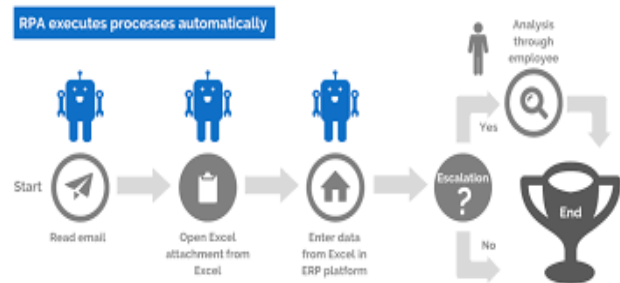 RPA executes processes automatically
Analysis
through
employee
Yes
Start
Escalation
?
End
Read email
Open Excel
attachment from
Excel
Enter data
from Excel in
ERP platform
No